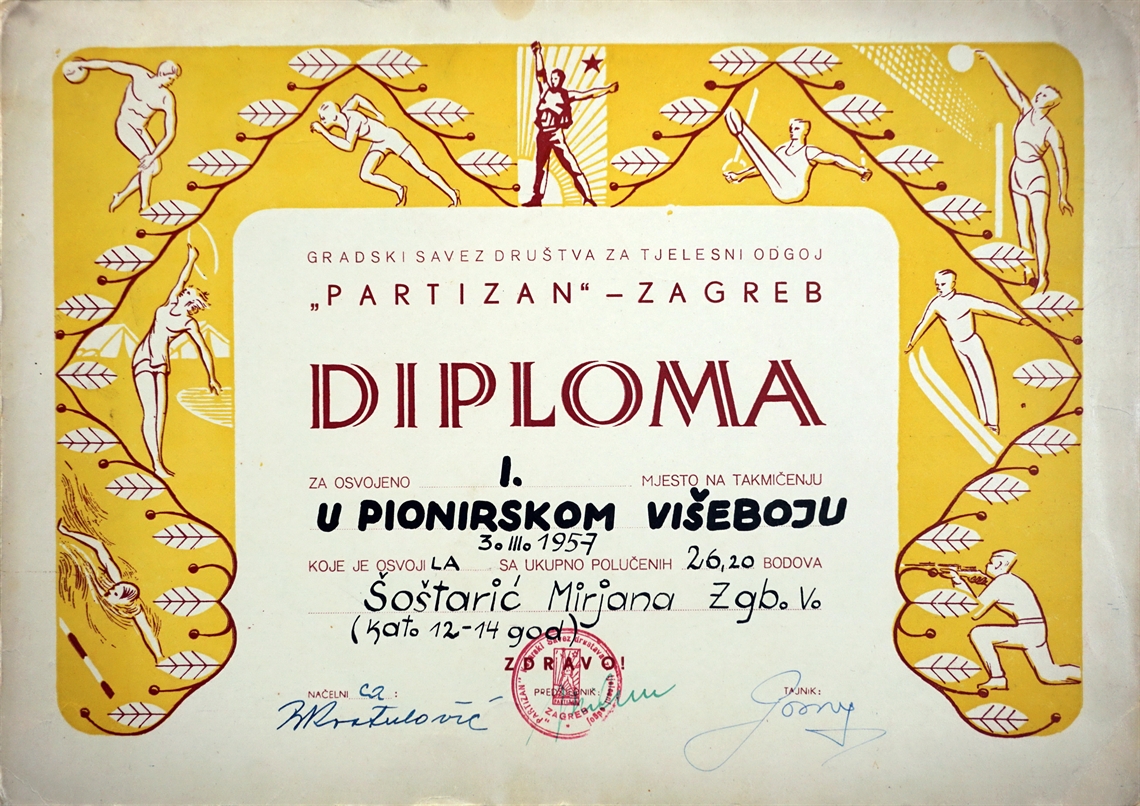 GRADSKI SAVEZ DRUŠTVA ZA TJELESNI ODGOJ
„PARTIZAN“ – ZAGREB
DIPLOMA
ZA OSVOJENO I. MJESTO NA TAKMIČENJU
U PIONIRSKOM VIŠEBOJU
3. III. 1957
KOJE JE OSVOJILA SA UKUPNO POLUČENIH 26,20 BODOVA
Šoštarić Mirjana Zgb. V.
(Kat. 12-14 god)
ZDRAVO!
NAČELNICA: PREDSJEDNIK: TAJNIK:
"PARTIZAN" ZAGREB